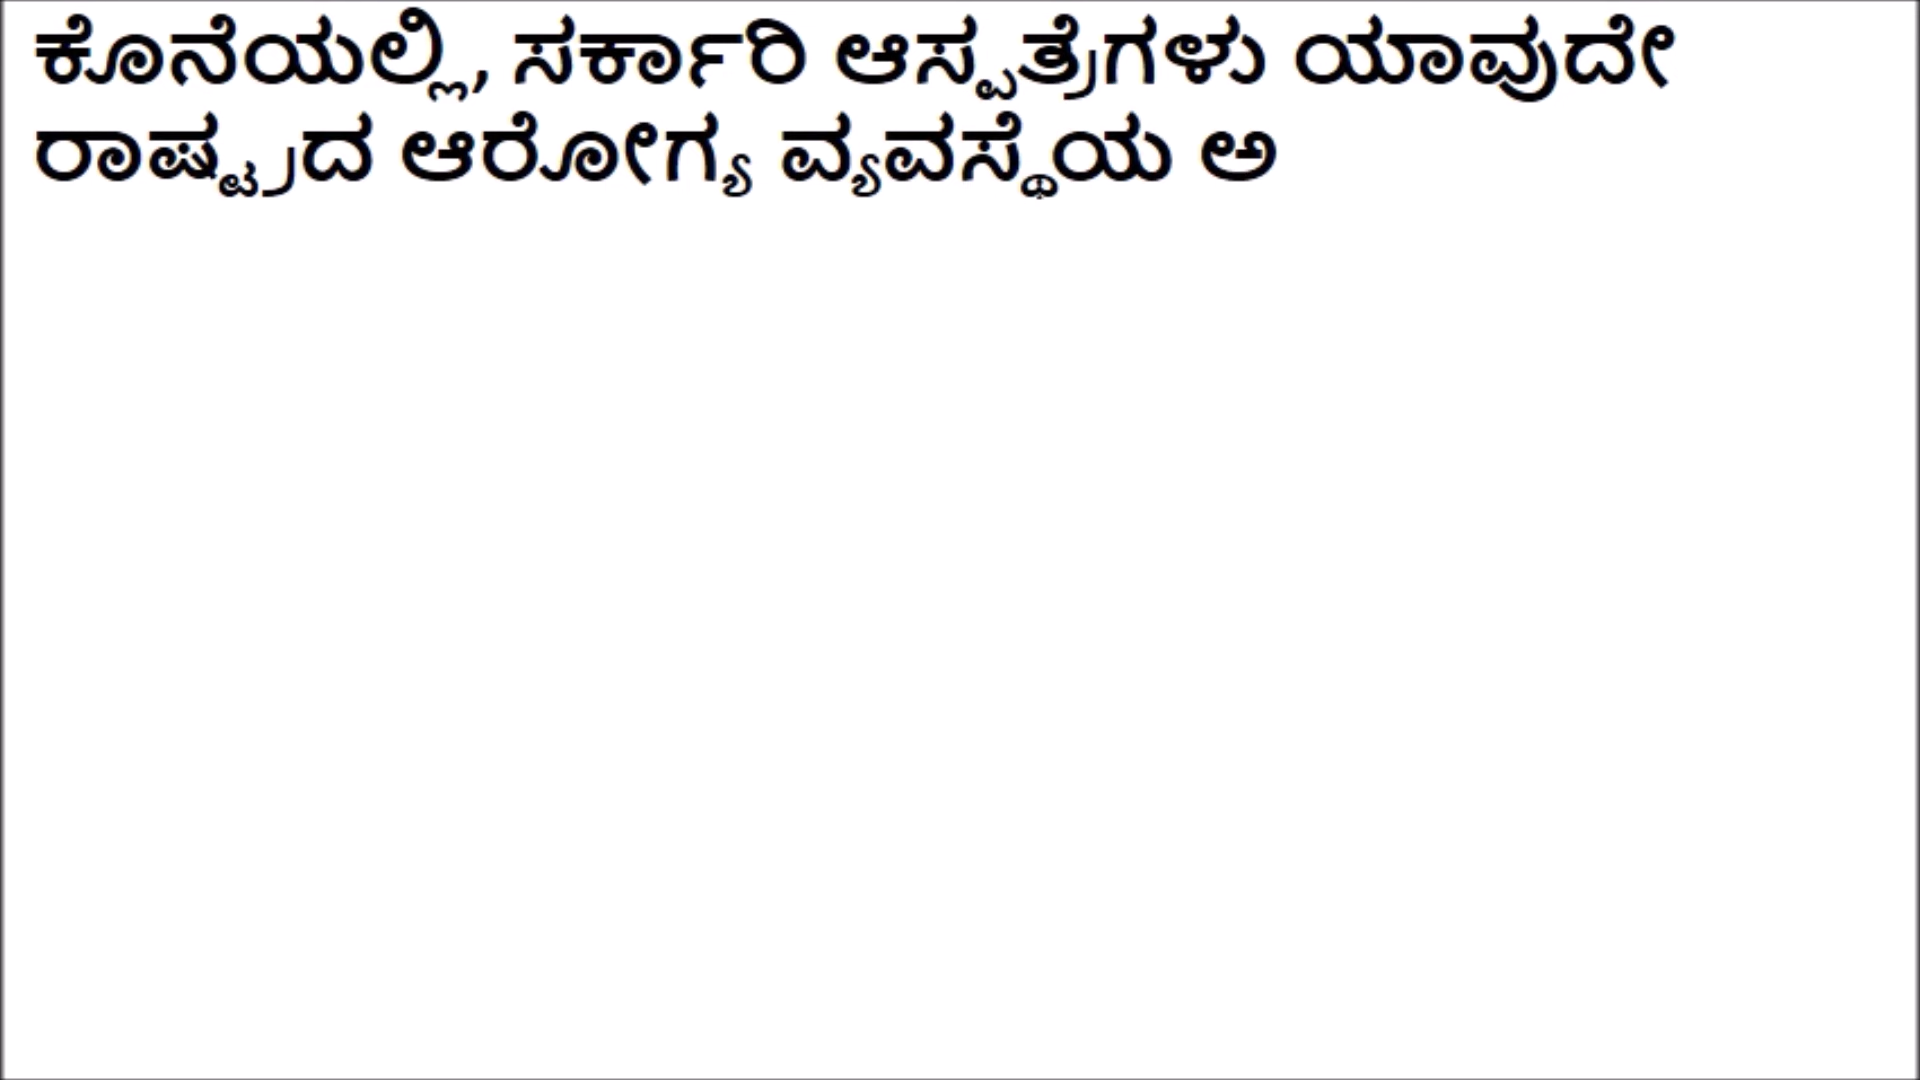 ಕೊನೆಯಲ್ಲಿ, ಸರ್ಕಾರಿ ಆಸ್ಪತ್ರೆಗಳು ಯಾವುದೇ
ರಾಷ್ಟ್ರದ ಆರೋಗ್ಯ ವ್ಯವಸ್ಥೆಯ ಅ